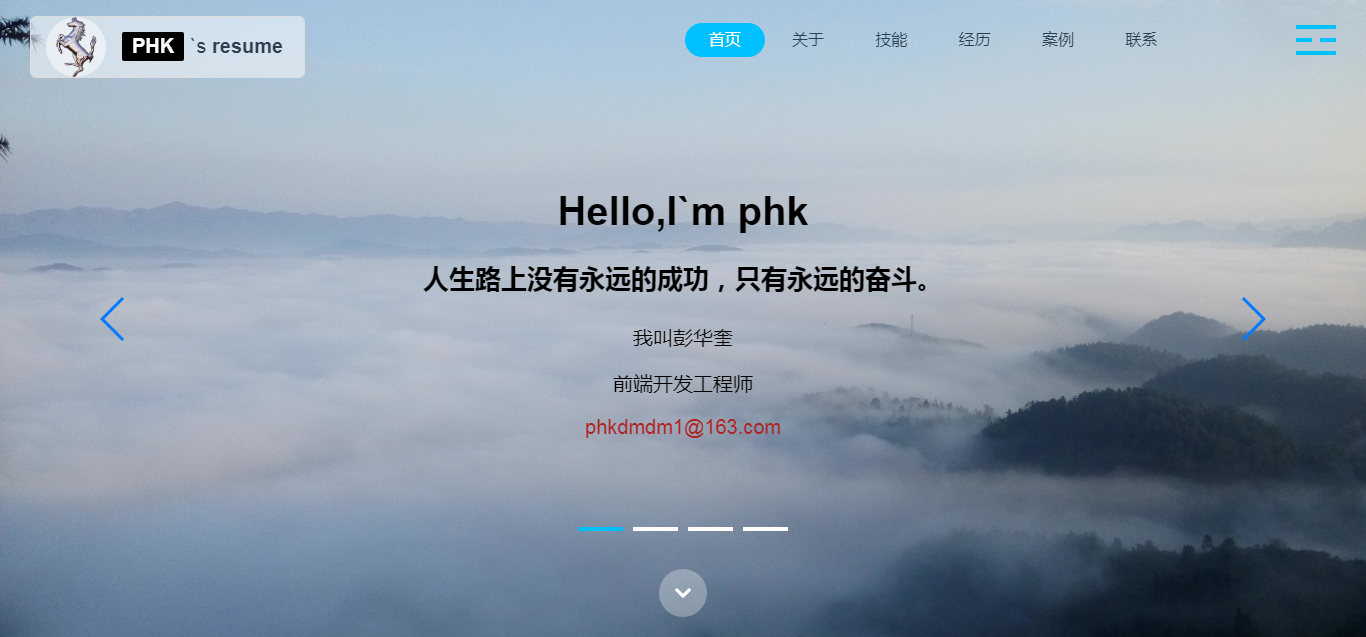 PHK `s resume
首页 关于 技能 经历 案例 联系
Hello,I`m phk
人生路上没有永远的成功，只有永远的奋斗。
我叫彭华奎
前端开发工程师
phkdmdm1@163.com